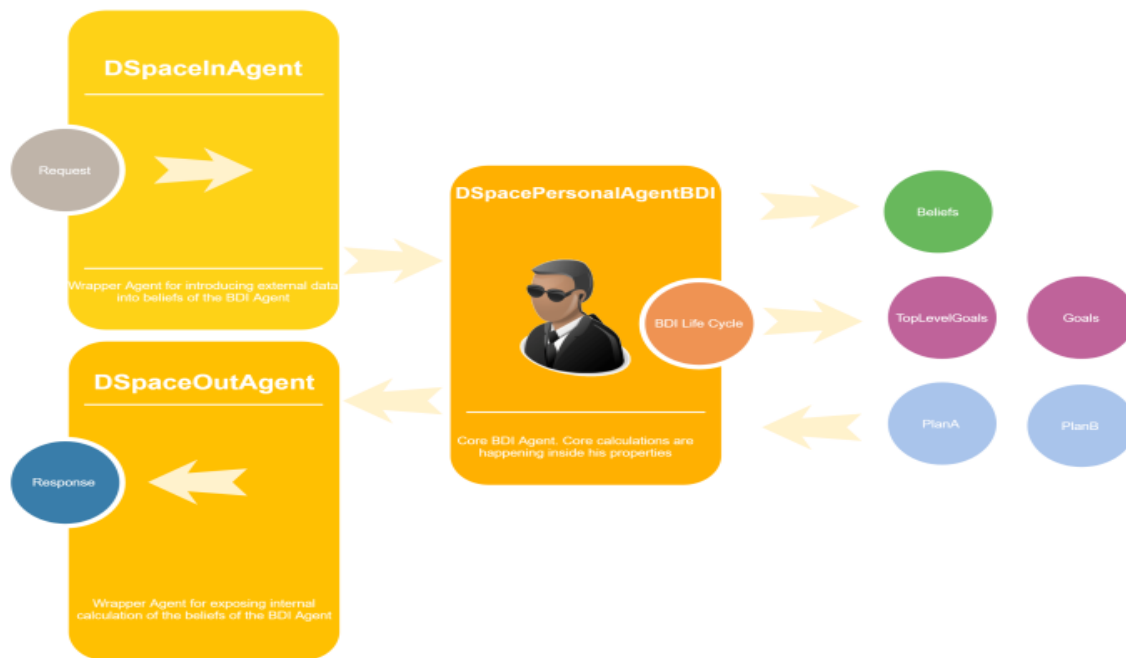 DSpaceInAgent
Request
Wrapper Agent for introducing external data
into beliefs of the BDI Agent
DSpaceOutAgent
Response
Wrapper Agent for exposing internal
calculation of the beliefs of the BDI Agent
DSpacePersonalAgentBDI
BDI Life Cycle
Core BDI Agent. Core calculations are
happening inside his properties
Beliefs
TopLevelGoals
Goals
PlanA
PlanB